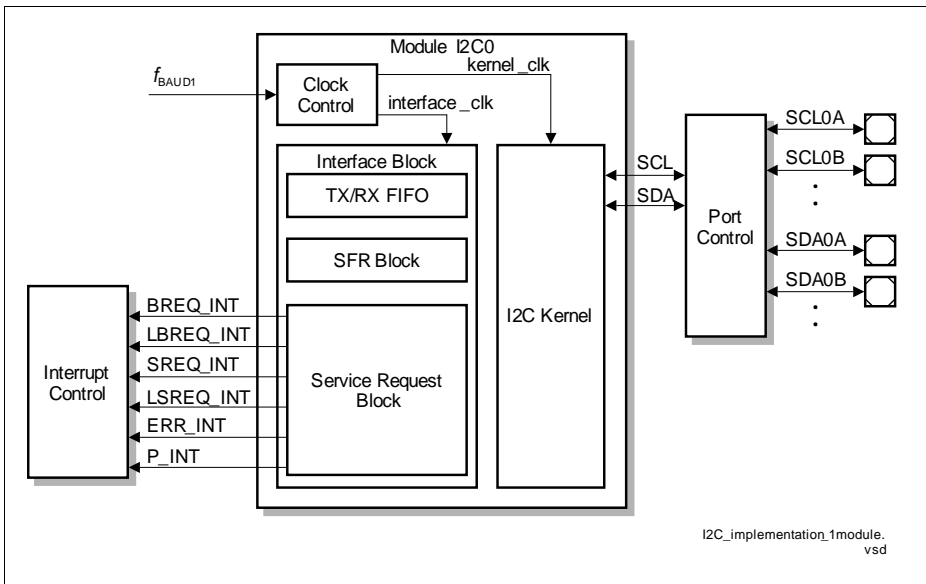 Module I2C0
kernel_clk
fBAUD1
Clock
Control
interface_clk
Interface Block
TX/RX FIFO
SFR Block
Service Request
Block
I2C Kernel
SCL
SDA
Port
Control
SCL0A
SCL0B
SDA0A
SDA0B
BREQ_INT
LBREQ_INT
SREQ_INT
LSREQ_INT
ERR_INT
P_INT
Interrupt
Control
I2C_implementation_1module.
vsd